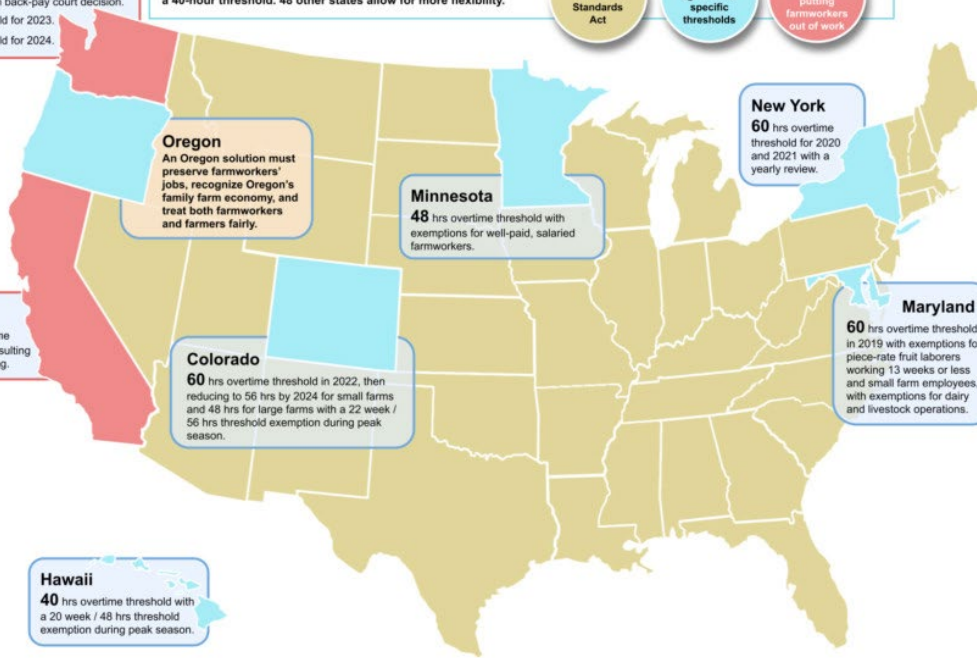 back-pay court decision.
ld for 2023.
ld for 2024.
a 40-hour threshold. 48 other states allow for more flexibility.
Standards
Act
specific
thresholds
putting
farmworkers
out of work
New York
60 hrs overtime
threshold for 2020
and 2021 with a
yearly review.
Oregon
An Oregon solution must
preserve farmworkers'
jobs, recognize Oregon's
family farm economy, and
treat both farmworkers
and farmers fairly.
Minnesota
48 hrs overtime threshold with
exemptions for well-paid, salaried
farmworkers.
me
sulting
g.
Maryland
60 hrs overtime threshold
in 2019 with exemptions fo
piece-rate fruit laborers
working 13 weeks or less
and small farm employees,
with exemptions for dairy
and livestock operations.
Colorado
60 hrs overtime threshold in 2022, then
reducing to 56 hrs by 2024 for small farms
and 48 hrs for large farms with a 22 week /
56 hrs threshold exemption during peak
season.
Hawaii
40 hrs overtime threshold with
a 20 week / 48 hrs threshold
exemption during peak season.